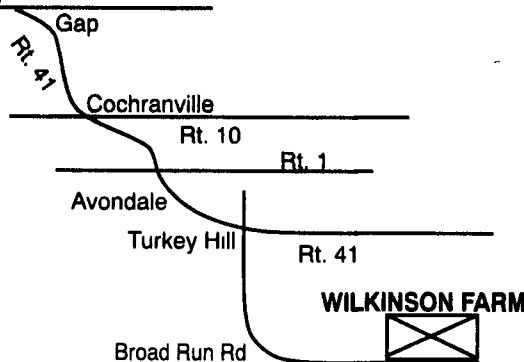 Gap
Rt. 41
Cochranville
Rt. 10
Rt. 1
Avondale
Turkey Hill
Rt. 41
WILKINSON FARM
Broad Run Rd